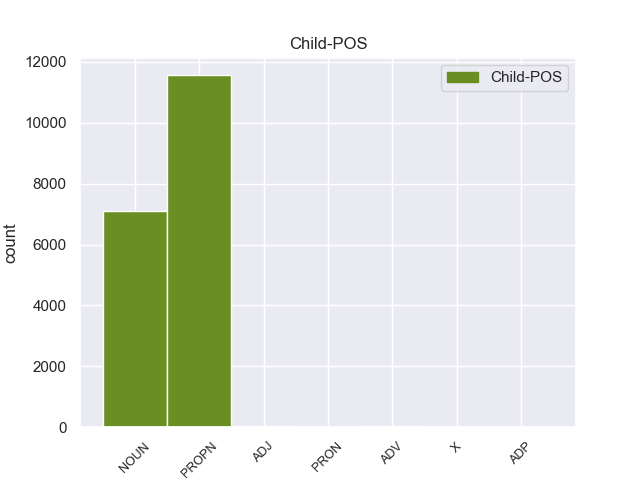 Child-POS
Child-POS
12000
10000
8000
6000
4000
2000
0
count
NOUN
PROPN
ADJ
PRON
ADV
X
ADP